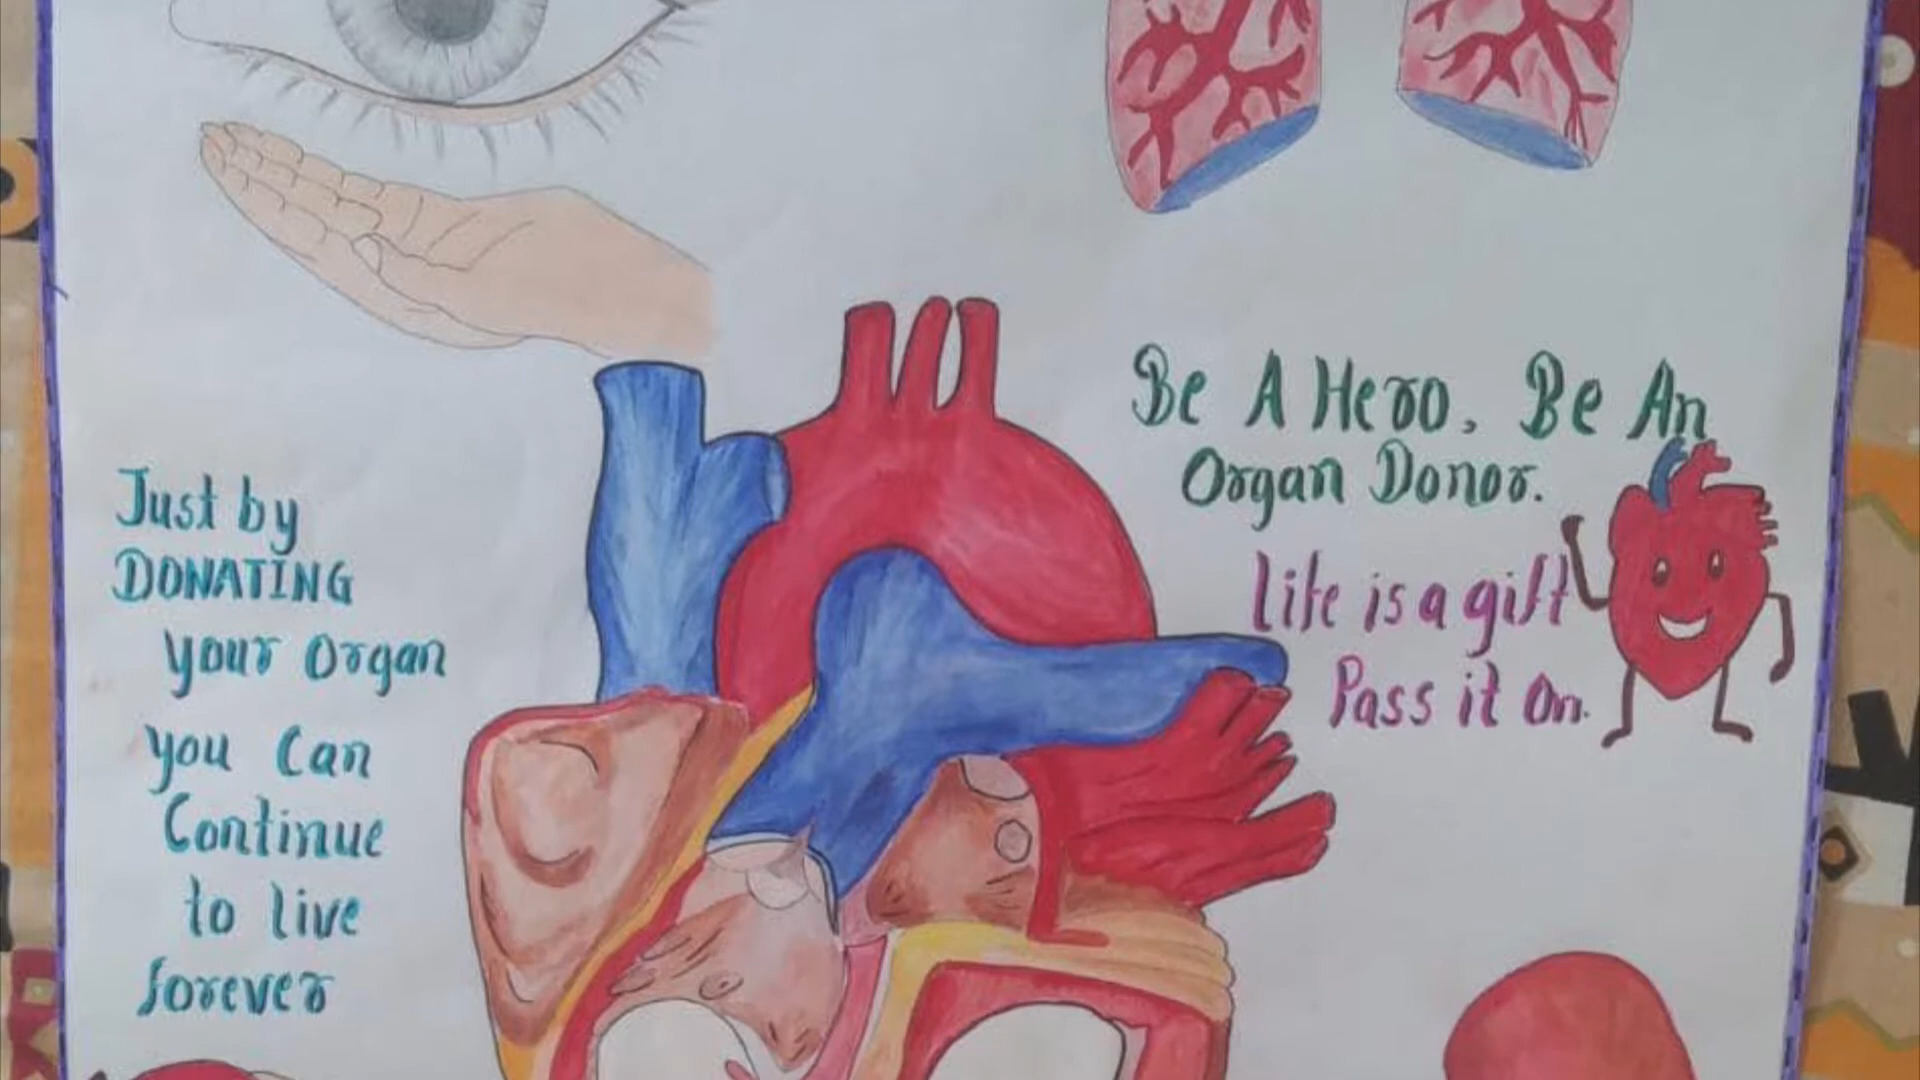 Just by
DONATING
your Organ
you Can
Continue
to live
forever
Be A Hero, Be An
Organ Donor.
Life is a gift
Pass it On.